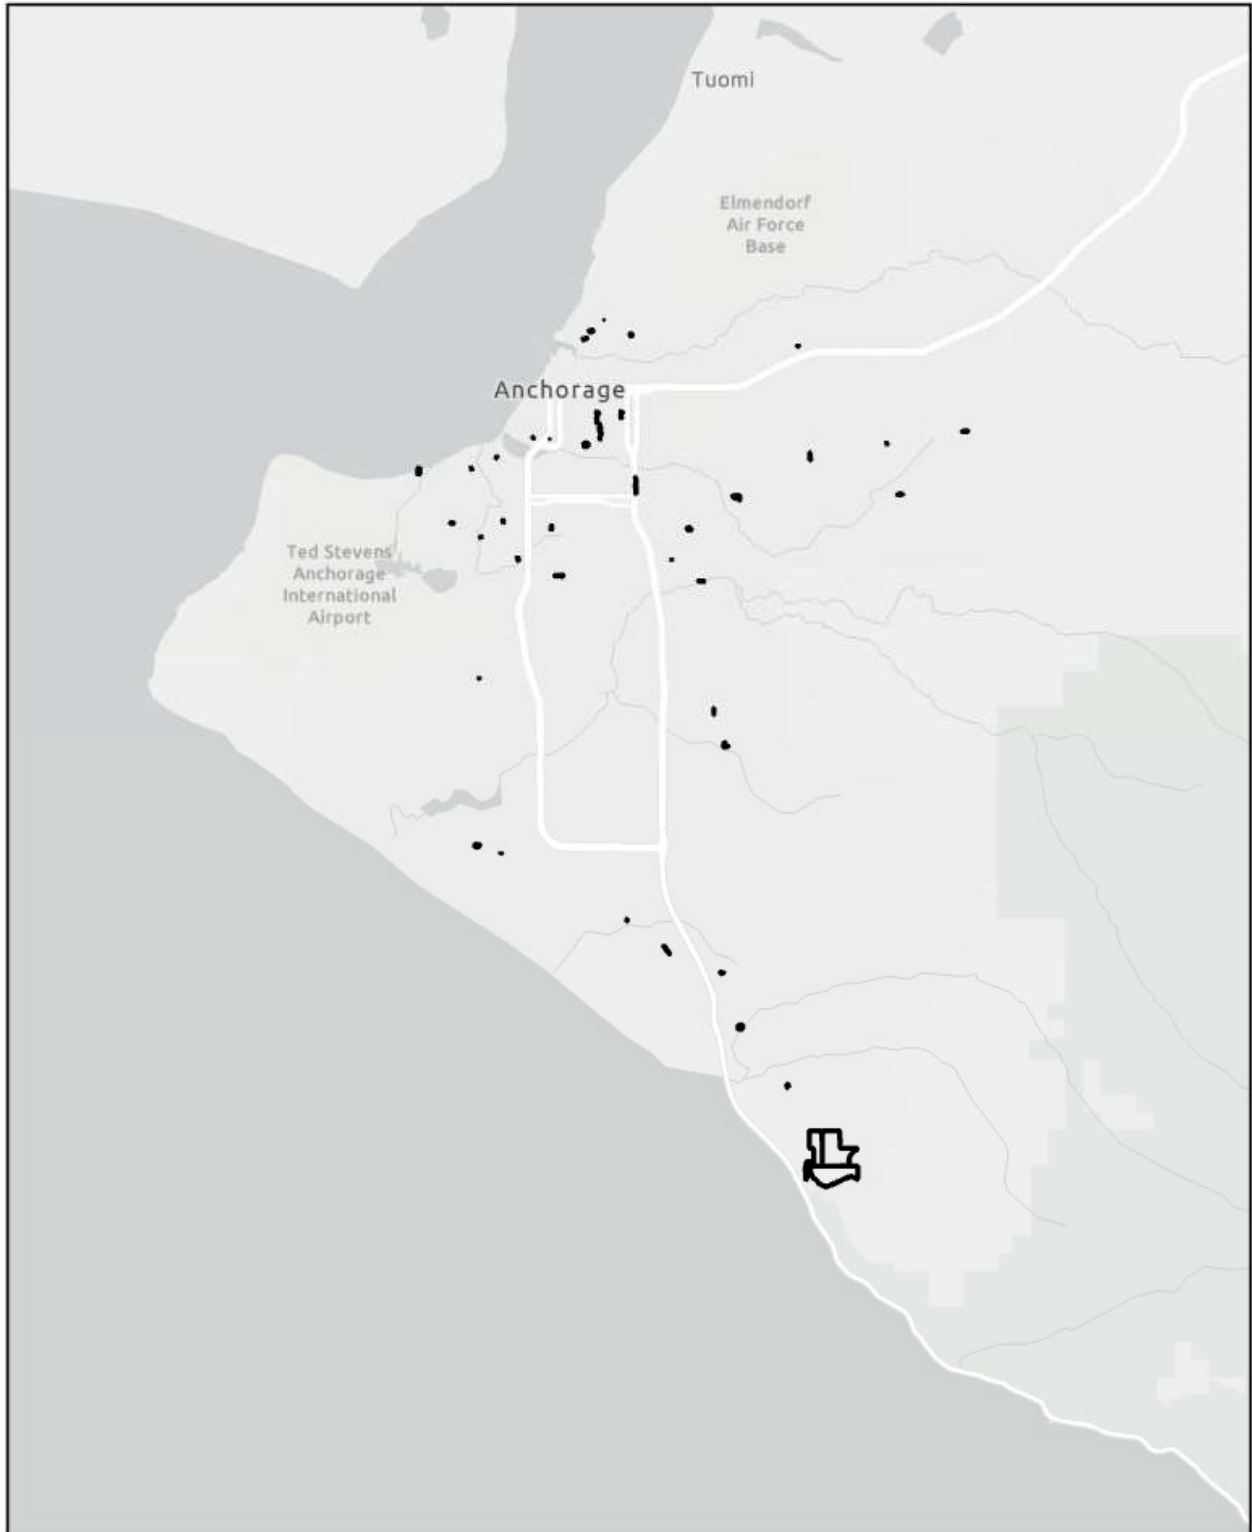 Tuomi
Elmendorf
Air Force
Base
Anchorage
Ted Stevens
Anchorage
International
Airport